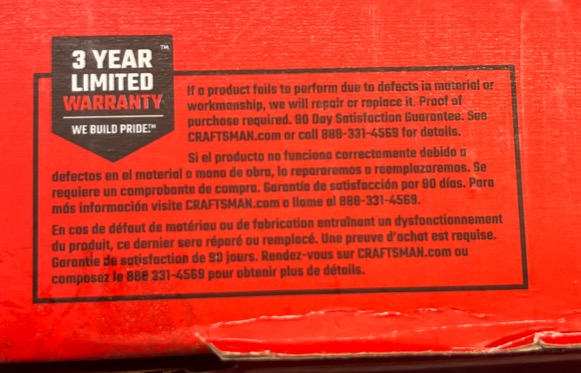 3 YEAR
LIMITED
WARRANTY
™
WE BUILD PRIDE™
If a product fails to perform due to defects in material or
workmanship, we will repair or replace it. Proof of
purchase required. 90 Day Satisfaction Guarantee. See
CRAFTSMAN.com or call 888-331-4569 for details.
Si el producto no funciona correctamente debido a
defectos en el material o mano de obra, lo repararemos o reemplazaremos. Se
requiere un comprobante de compra. Garantía de satisfacción por 90 días. Para
más información visite CRAFTSMAN.com o llame al 888-331-4569.
En cas de défaut de matériau ou de fabrication entraînant un dysfonctionnement
du produit, ce dernier sera réparé ou remplacé. Une preuve d'achat est requise.
Garantie de satisfaction de 90 jours. Rendez-vous sur CRAFTSMAN.com ou
composez le 888 331-4569 pour obtenir plus de détails.